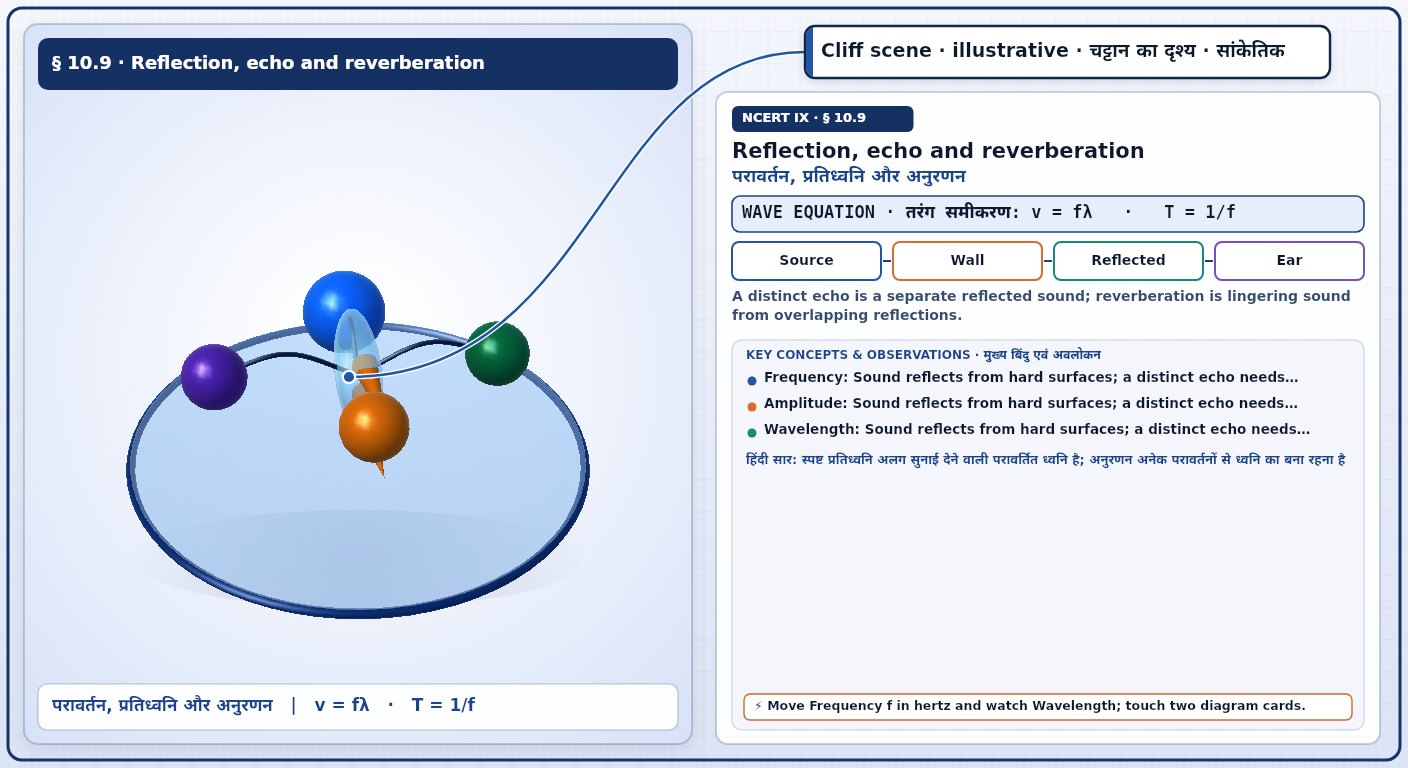 § 10.9 · Reflection, echo and reverberation
Cliff scene · illustrative · चट्टान का दृश्य · सांकेतिक
NCERT IX · § 10.9
Reflection, echo and reverberation
परावर्तन, प्रतिध्वनि और अनुरणन
WAVE EQUATION · तरंग समीकरण: v = fλ · T = 1/f
Source
Wall
Reflected
Ear
A distinct echo is a separate reflected sound; reverberation is lingering sound
from overlapping reflections.
KEY CONCEPTS & OBSERVATIONS · मुख्य बिंदु एवं अवलोकन
Frequency: Sound reflects from hard surfaces; a distinct echo needs…
Amplitude: Sound reflects from hard surfaces; a distinct echo needs…
Wavelength: Sound reflects from hard surfaces; a distinct echo needs…
हिंदी सार: स्पष्ट प्रतिध्वनि अलग सुनाई देने वाली परावर्तित ध्वनि है; अनुरणन अनेक परावर्तनों से ध्वनि का बना रहना है
⚡ Move Frequency f in hertz and watch Wavelength; touch two diagram cards.
परावर्तन, प्रतिध्वनि और अनुरणन | v = fλ · T = 1/f